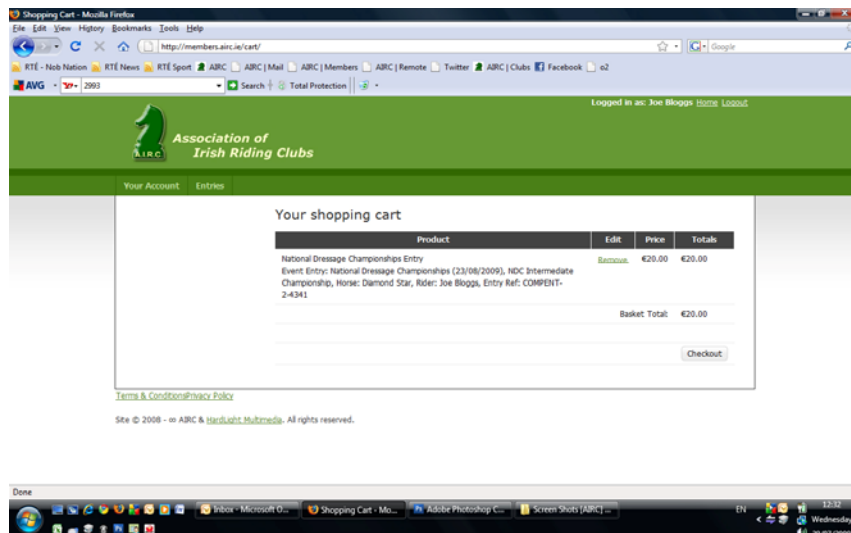 Shopping Cart - Mozilla Firefox
File Edit View History Bookmarks Tools Help
http://members.airc.ie/cart/
Google
RTÉ - Nob Nation RTÉ News RTÉ Sport AIRC AIRC | Mail AIRC | Members AIRC | Remote Twitter AIRC | Clubs Facebook o2
AVG 2993 Search Total Protection
Logged in as: Joe Bloggs Home Logout
AIRC
Association of
Irish Riding Clubs
Your Account Entries
Your shopping cart
Product Edit Price Totals
National Dressage Championships Entry Remove €20.00 €20.00
Event Entry: National Dressage Championships (23/08/2009), NDC Intermediate
Championship, Horse: Diamond Star, Rider: Joe Bloggs, Entry Ref: COMPENT-
2-4341
Basket Total: €20.00
Checkout
Terms & ConditionsPrivacy Policy
Site © 2008 - ∞ AIRC & HardLight Multimedia. All rights reserved.
Done
Inbox - Microsoft O... Shopping Cart - Mo... Adobe Photoshop C... Screen Shots [AIRC] ... EN 12:32
Wednesday